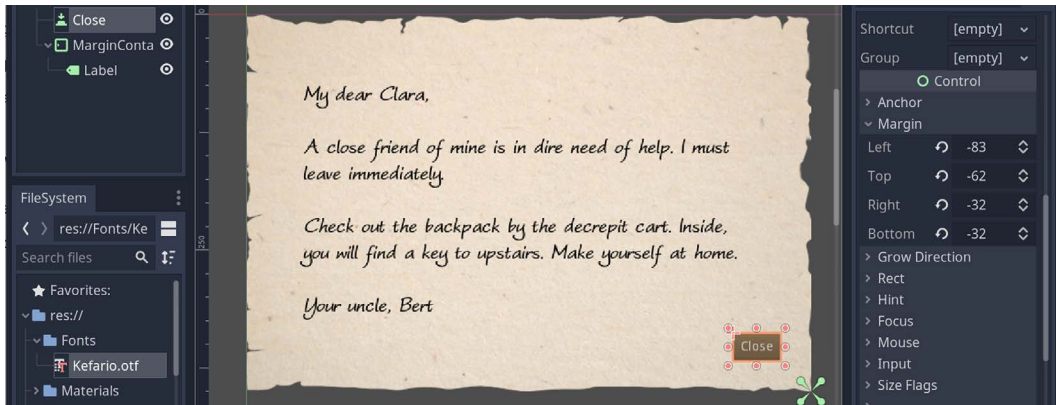 Close
MarginConta
Label
FileSystem
res://Fonts/Ke
Search files
Favorites:
res://
Fonts
Kefario.otf
Materials
0
250
My dear Clara,
A close friend of mine is in dire need of help. I must
leave immediately.
Check out the backpack by the decrepit cart. Inside,
you will find a key to upstairs. Make yourself at home.
Your uncle, Bert
Close
Shortcut [empty]
Group [empty]
Control
Anchor
Margin
Left -83
Top -62
Right -32
Bottom -32
Grow Direction
Rect
Hint
Focus
Mouse
Input
Size Flags